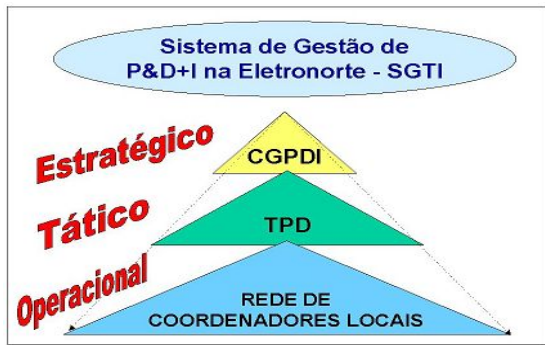 Sistema de Gestão de
P&D+I na Eletronorte - SGTI
Estratégico
CGPDI
Tático
TPD
Operacional
REDE DE
COORDENADORES LOCAIS